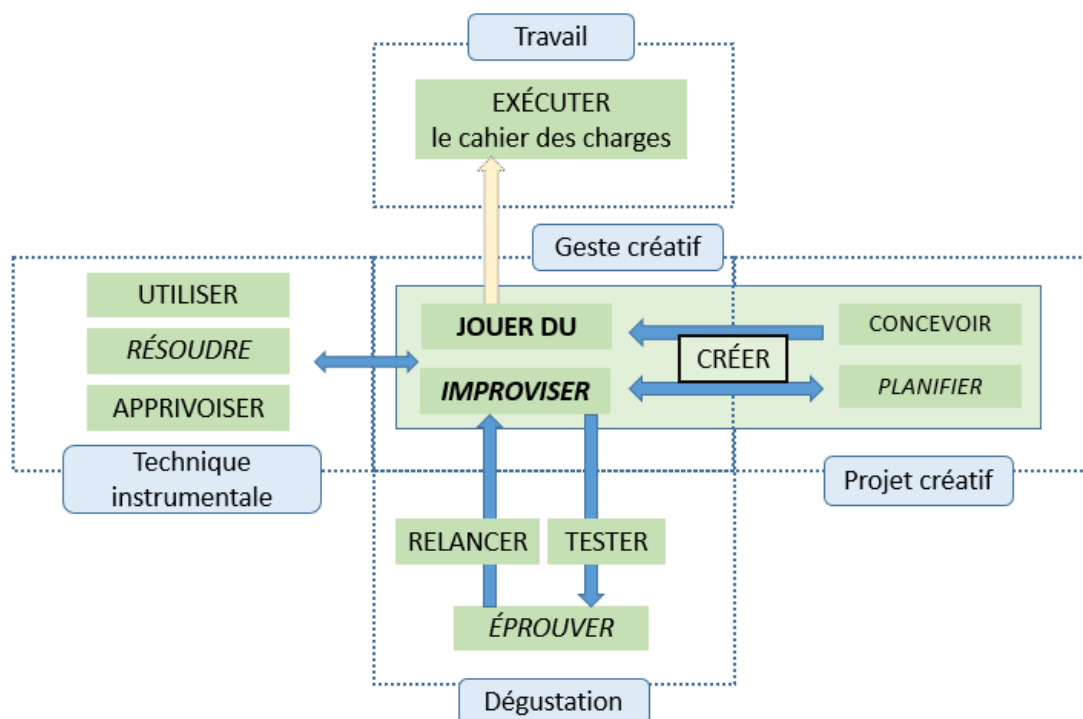 Travail
EXÉCUTER
le cahier des charges
Geste créatif
UTILISER
RÉSOUDRE
APPRIVOISER
Technique
instrumentale
JOUER DU
IMPROVISER
CRÉER
CONCEVOIR
PLANIFIER
Projet créatif
RELANCER
TESTER
ÉPROUVER
Dégustation